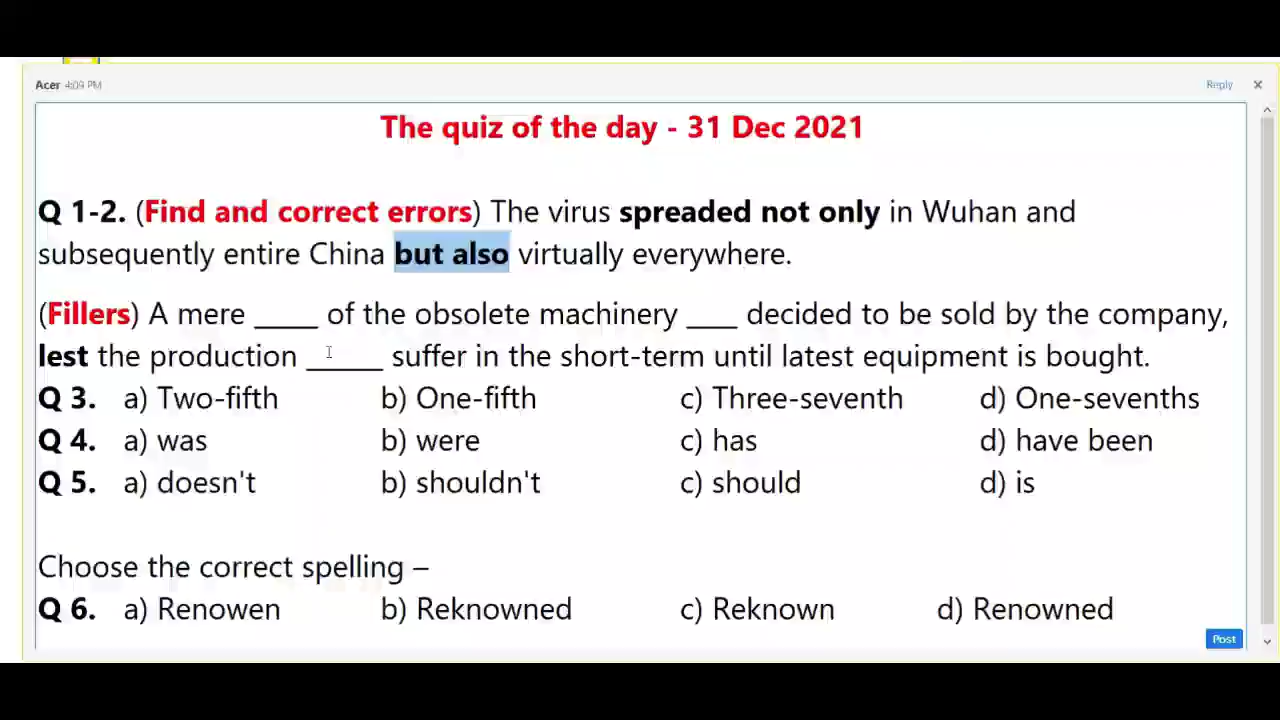 Acer 4:09 PM Reply
The quiz of the day - 31 Dec 2021
Q 1-2. (Find and correct errors) The virus spreaded not only in Wuhan and
subsequently entire China but also virtually everywhere.
(Fillers) A mere _____ of the obsolete machinery ____ decided to be sold by the company,
lest the production ______ suffer in the short-term until latest equipment is bought.
Q 3. a) Two-fifth b) One-fifth c) Three-seventh d) One-sevenths
Q 4. a) was b) were c) has d) have been
Q 5. a) doesn't b) shouldn't c) should d) is
Choose the correct spelling –
Q 6. a) Renowen b) Reknowned c) Reknown d) Renowned
Post